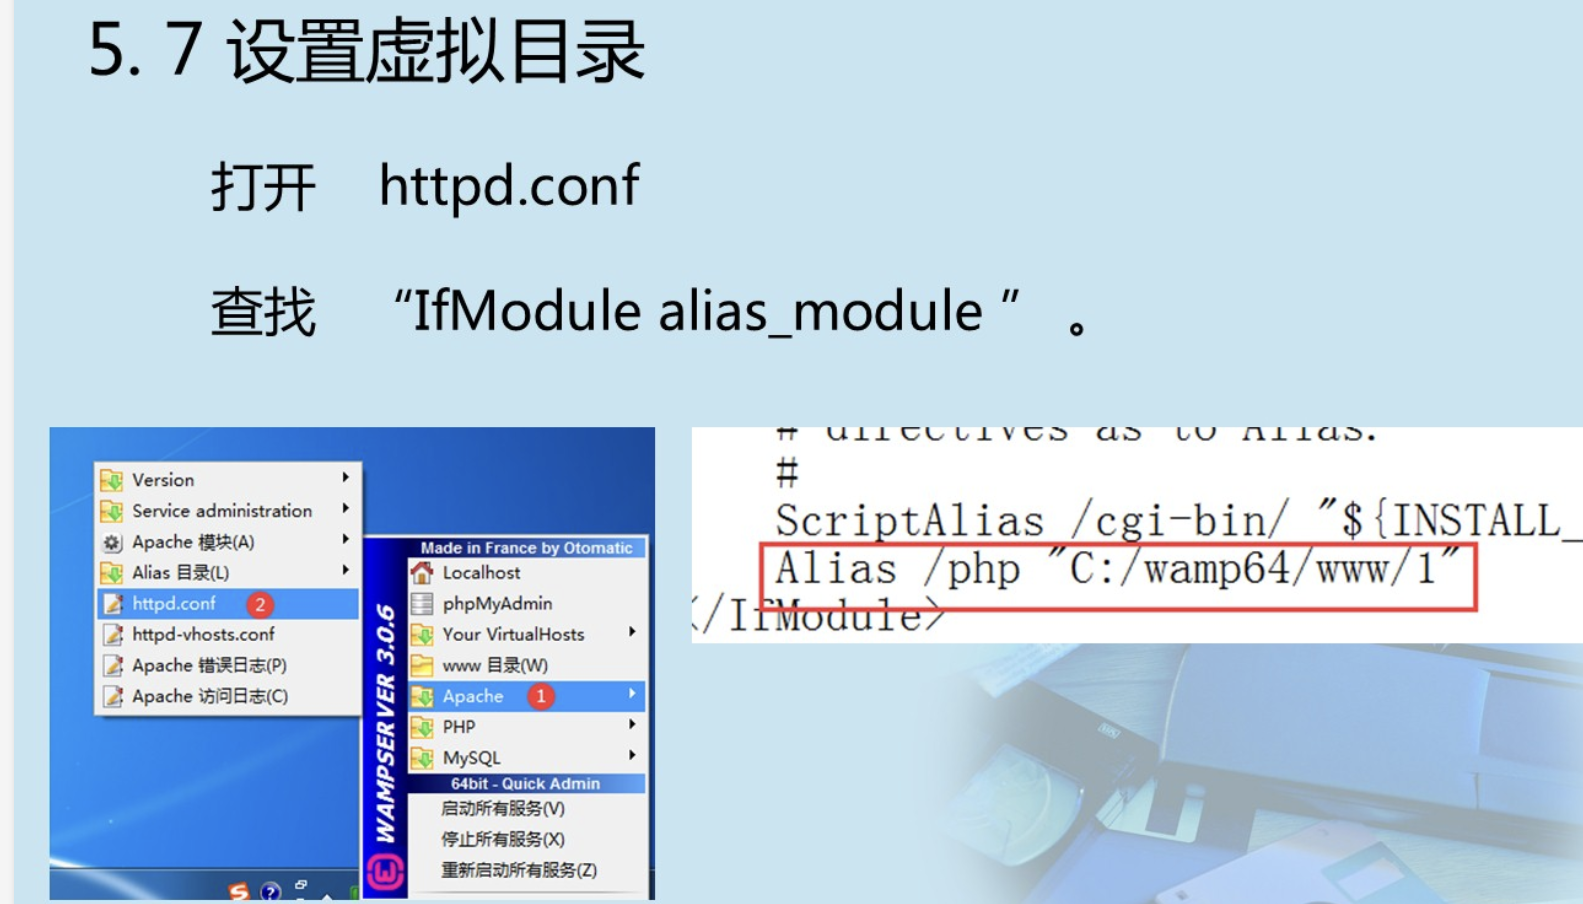 5. 7 设置虚拟目录
打开 httpd.conf
查找 “IfModule alias_module ” 。
Version
Service administration
Apache 模块(A)
Alias 目录(L)
httpd.conf 2
httpd-vhosts.conf
Apache 错误日志(P)
Apache 访问日志(C)
WAMPSERVER 3.0.6
Made in France by Otomatic
Localhost
phpMyAdmin
Your VirtualHosts
www 目录(W)
Apache 1
PHP
MySQL
64bit - Quick Admin
启动所有服务(V)
停止所有服务(X)
重新启动所有服务(Z)
# directives as to Alias.
#
ScriptAlias /cgi-bin/ "${INSTALL_
Alias /php "C:/wamp64/www/1"
</IfModule>